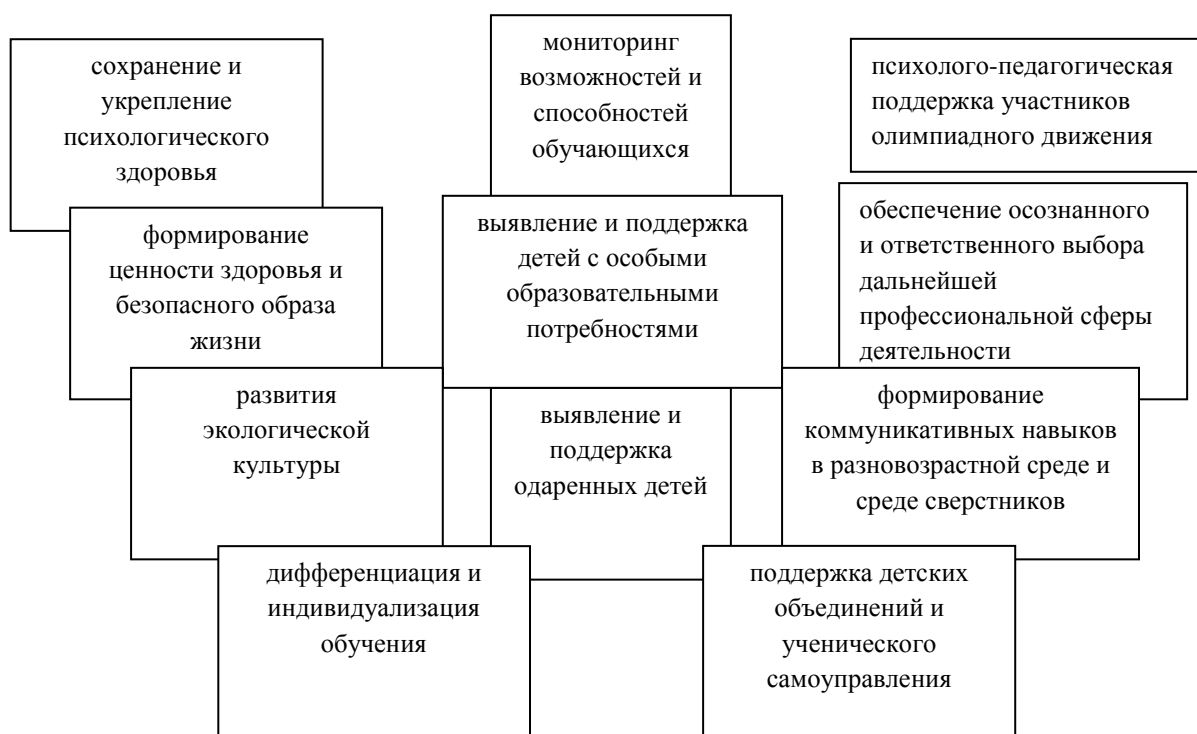 сохранение и
укрепление
психологического
здоровья
мониторинг
возможностей и
способностей
обучающихся
психолого-педагогическая
поддержка участников
олимпиадного движения
формирование
ценности здоровья и
безопасного образа
жизни
выявление и поддержка
детей с особыми
образовательными
потребностями
обеспечение осознанного
и ответственного выбора
дальнейшей
профессиональной сферы
деятельности
развития
экологической
культуры
выявление и
поддержка
одаренных детей
формирование
коммуникативных навыков
в разновозрастной среде и
среде сверстников
дифференциация и
индивидуализация
обучения
поддержка детских
объединений и
ученического
самоуправления